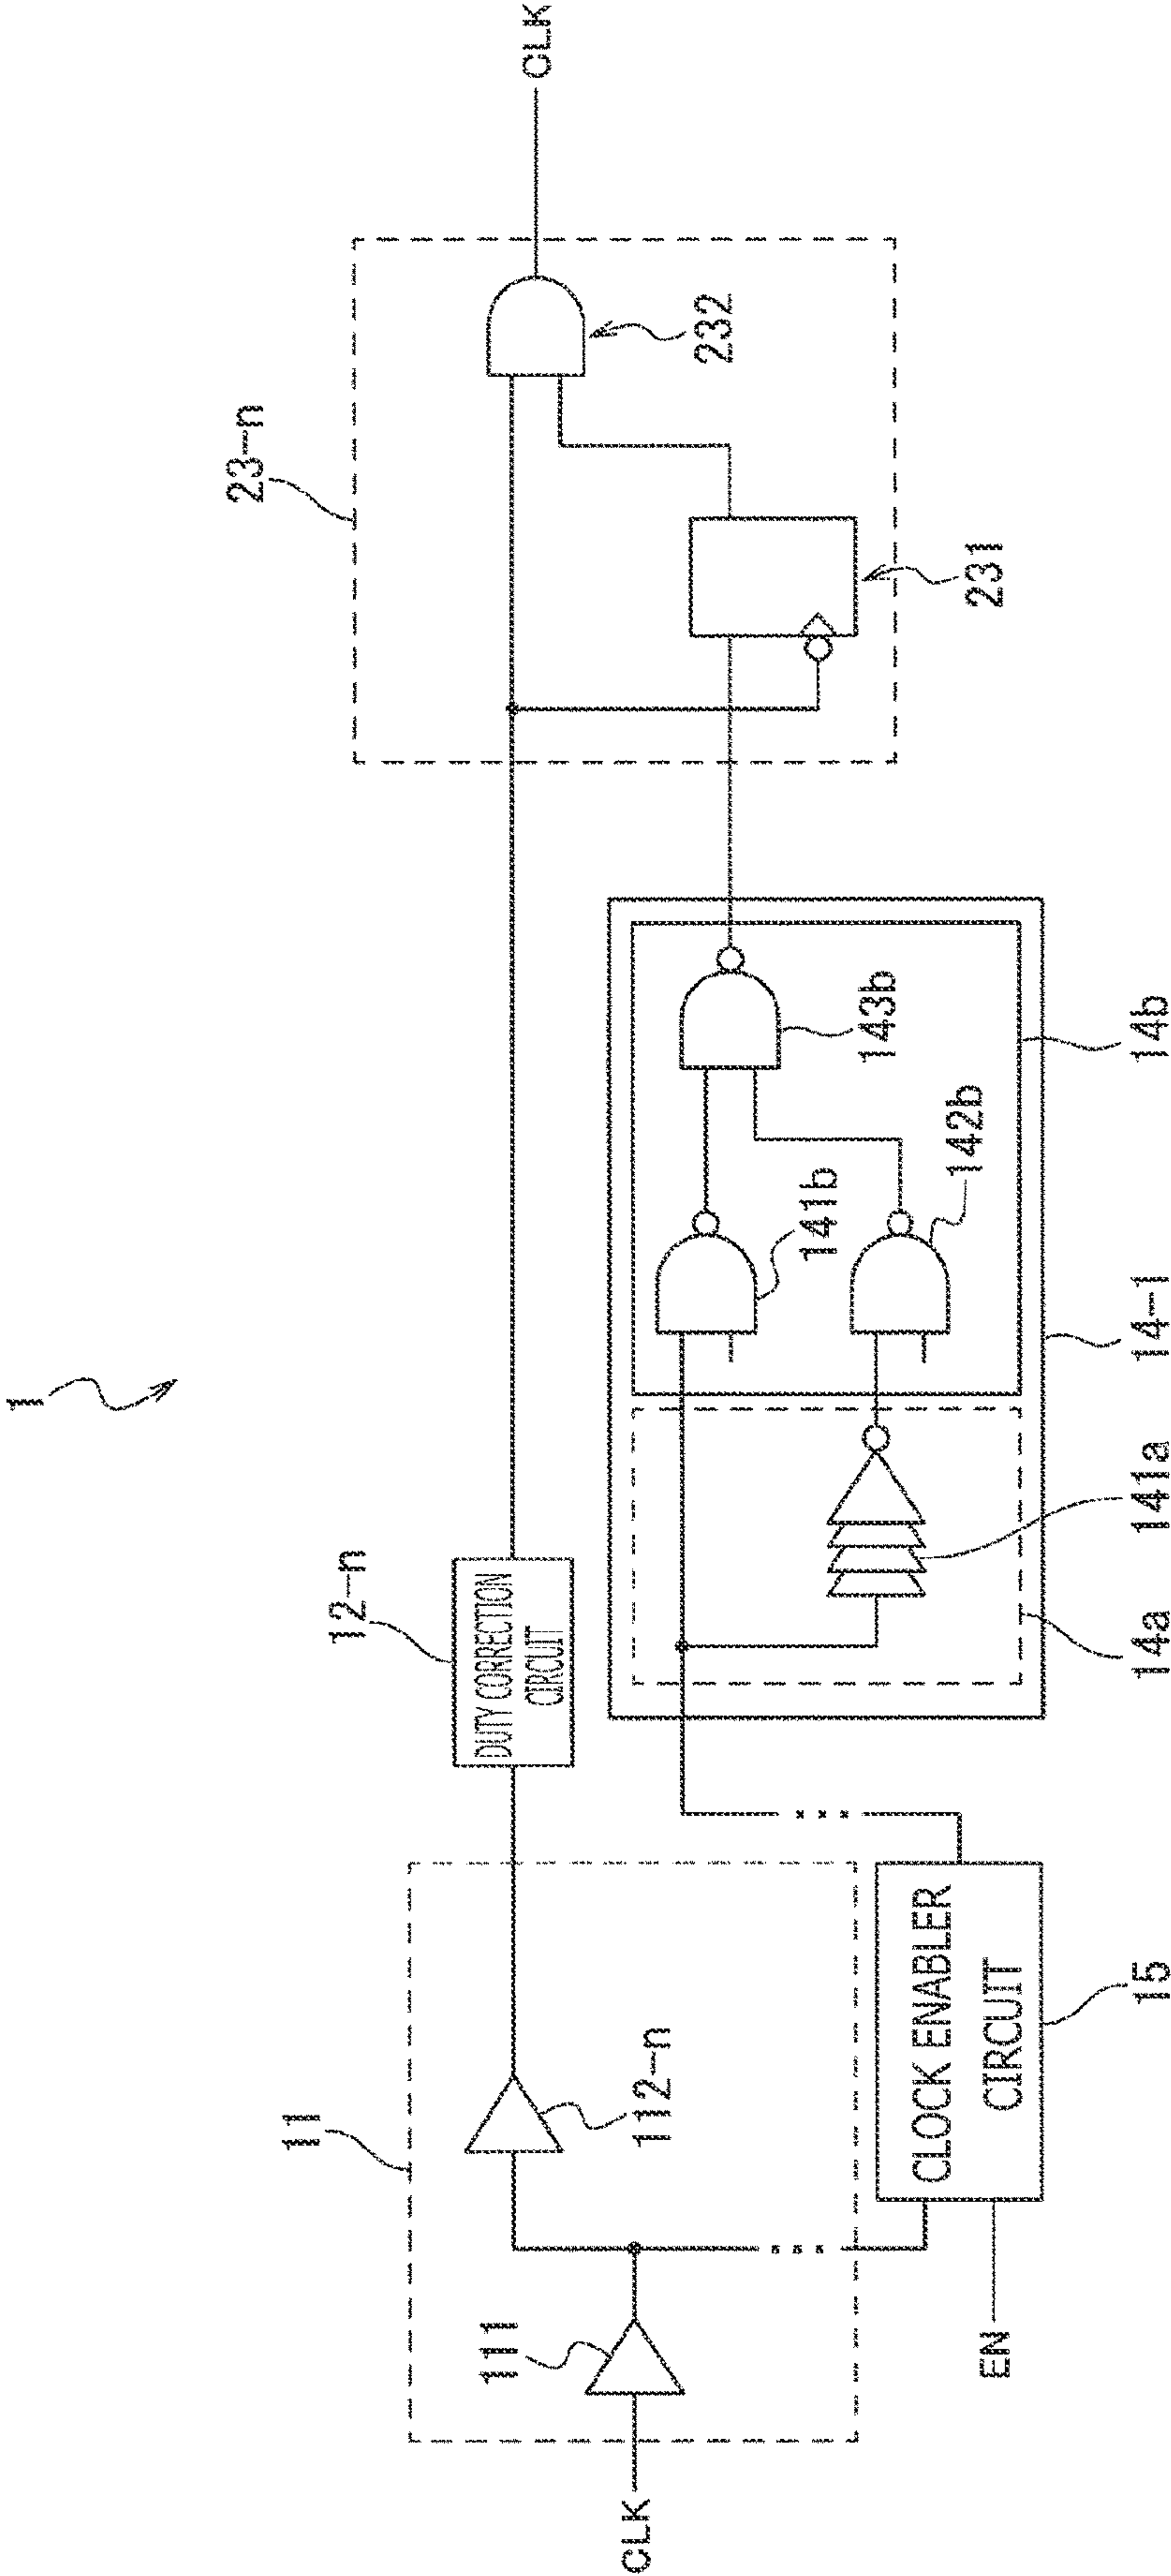 1
11
111
112-n
CLK
EN
CLOCK ENABLER
CIRCUIT
15
12-n
DUTY CORRECTION
CIRCUIT
14a
141a
14-1
14b
141b
142b
143b
23-n
231
232
CLK